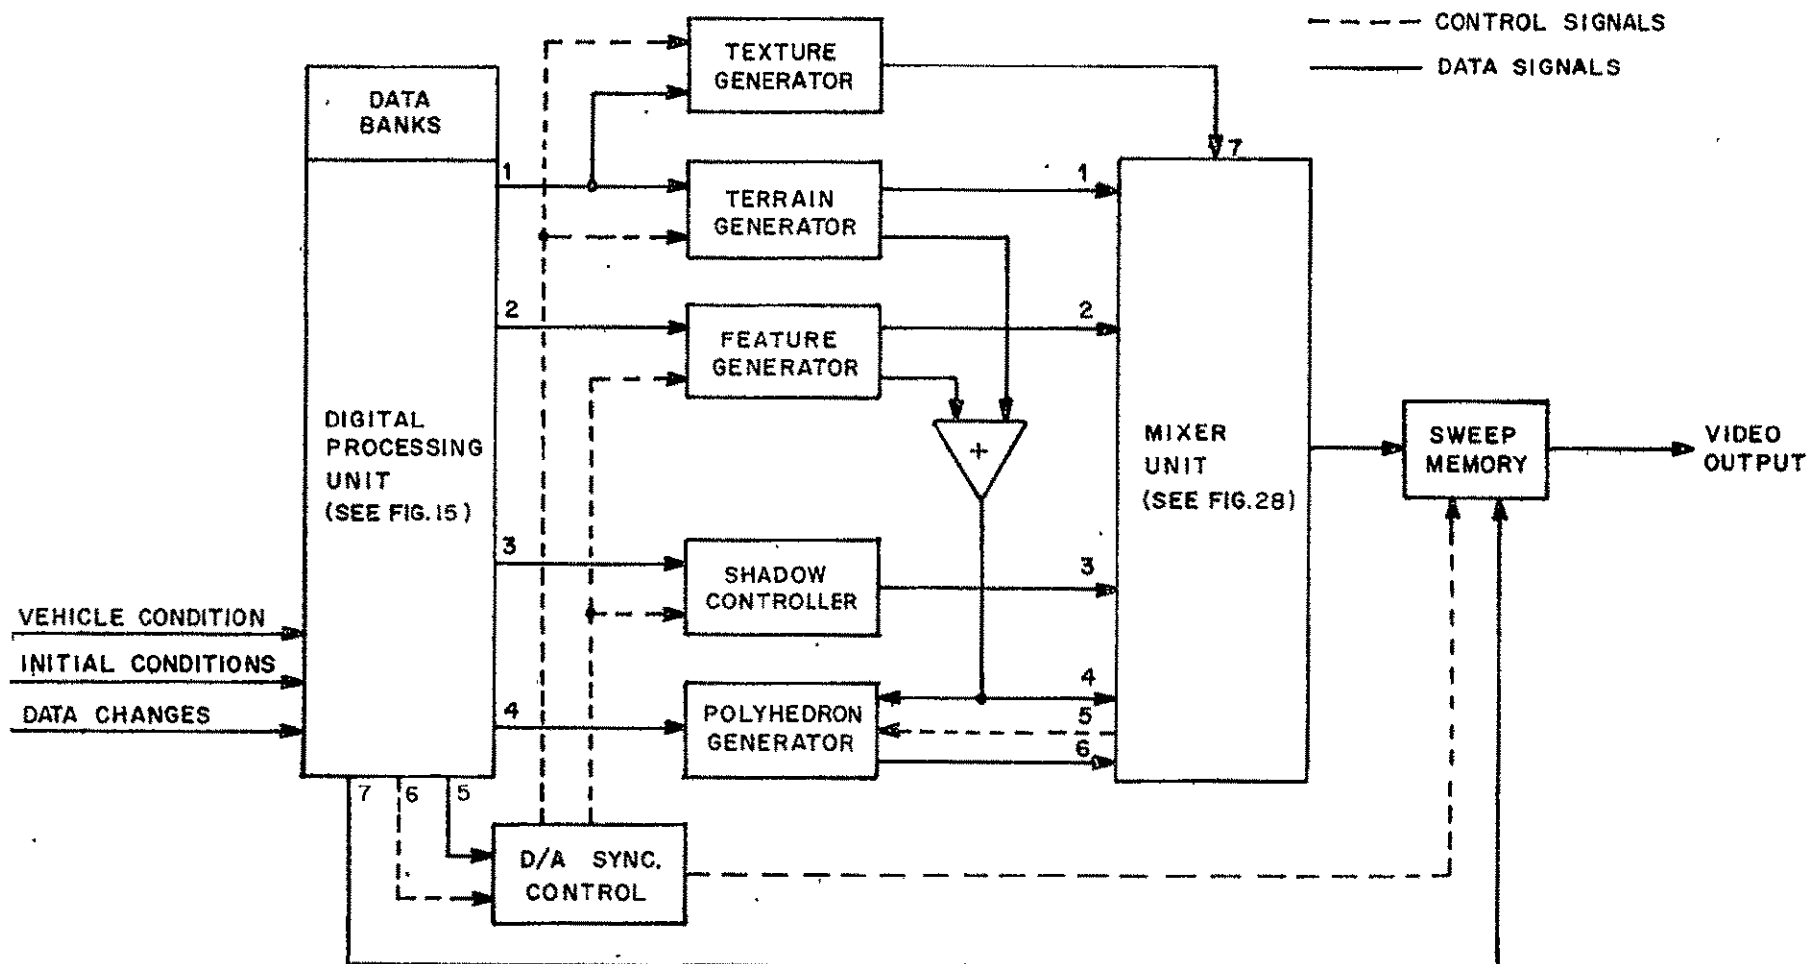 CONTROL SIGNALS
DATA SIGNALS
TEXTURE
GENERATOR
DATA
BANKS
7
1
TERRAIN
GENERATOR
1
2
FEATURE
GENERATOR
2
DIGITAL
PROCESSING
UNIT
(SEE FIG.15)
+
MIXER
UNIT
(SEE FIG.28)
SWEEP
MEMORY
VIDEO
OUTPUT
3
SHADOW
CONTROLLER
3
VEHICLE CONDITION
INITIAL CONDITIONS
DATA CHANGES
4
POLYHEDRON
GENERATOR
4
5
6
7
6
5
D/A SYNC.
CONTROL